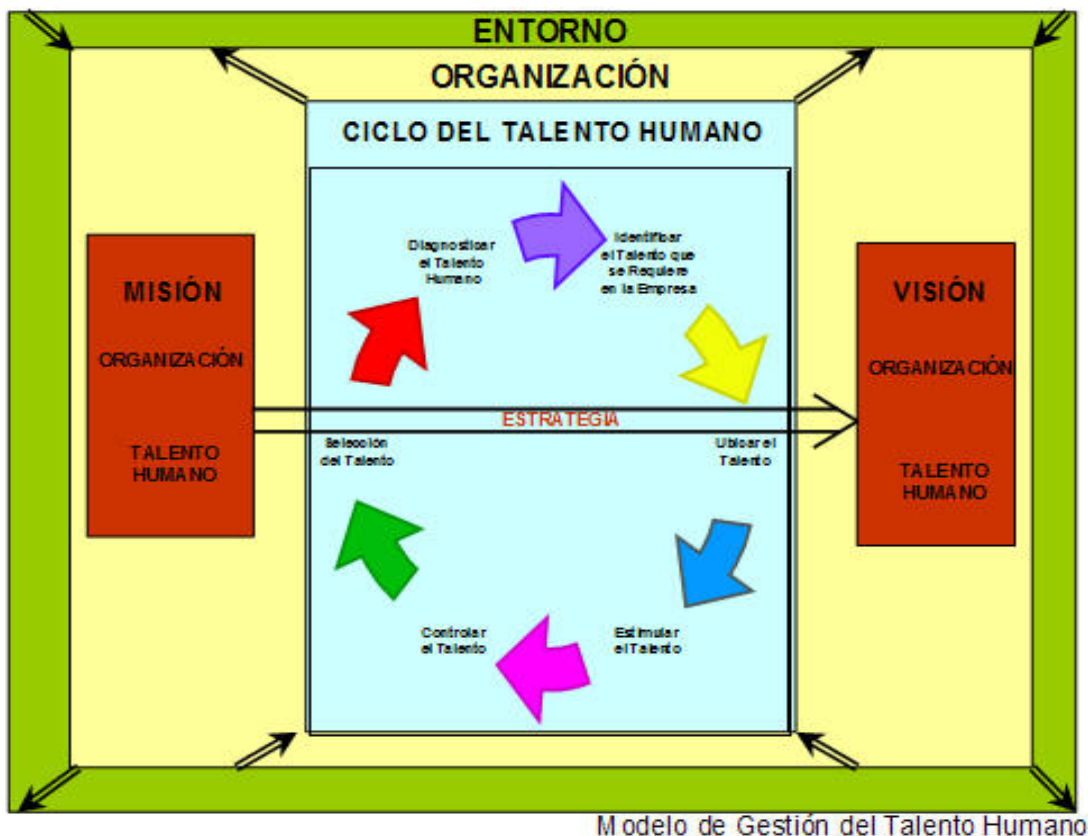 ENTORNO
ORGANIZACIÓN
CICLO DEL TALENTO HUMANO
Diagnosticar
el Talento
Humano
Identificar
el Talento que
se Requiere
en la Empresa
MISIÓN
ORGANIZACIÓN
TALENTO
HUMANO
ESTRATEGIA
VISIÓN
ORGANIZACIÓN
TALENTO
HUMANO
Selección
del Talento
Ubicar el
Talento
Controlar
el Talento
Estimular
el Talento
Modelo de Gestión del Talento Humano